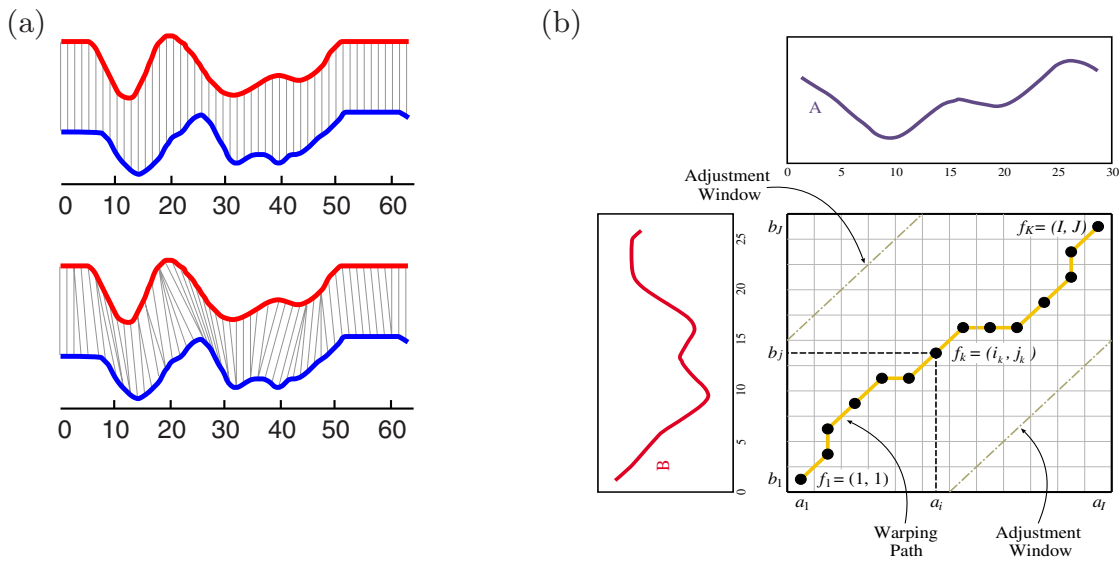 (a)
0 10 20 30 40 50 60
0 10 20 30 40 50 60
(b)
A
0 5 10 15 20 25 30
Adjustment
Window
B
0 5 10 15 20 25
b_J
b_j
b_1
f_K = (I, J)
f_k = (i_k, j_k )
f_1 = (1, 1)
a_1 a_i a_I
Warping
Path
Adjustment
Window